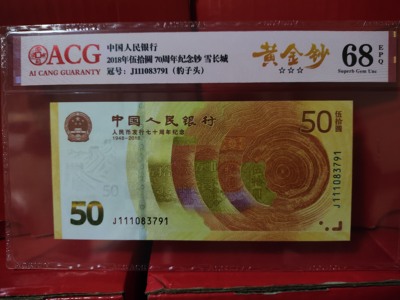 ACG
AI CANG GUARANTY
中国人民银行
2018年伍拾圆 70周年纪念钞 雪长城
冠号：J111083791（豹子头）
黄金钞
☆☆☆
68 EPQ
Superb Gem Unc
中国人民银行
人民币发行七十周年纪念
1948-2018
50
伍拾圆
50
J111083791
J111083791